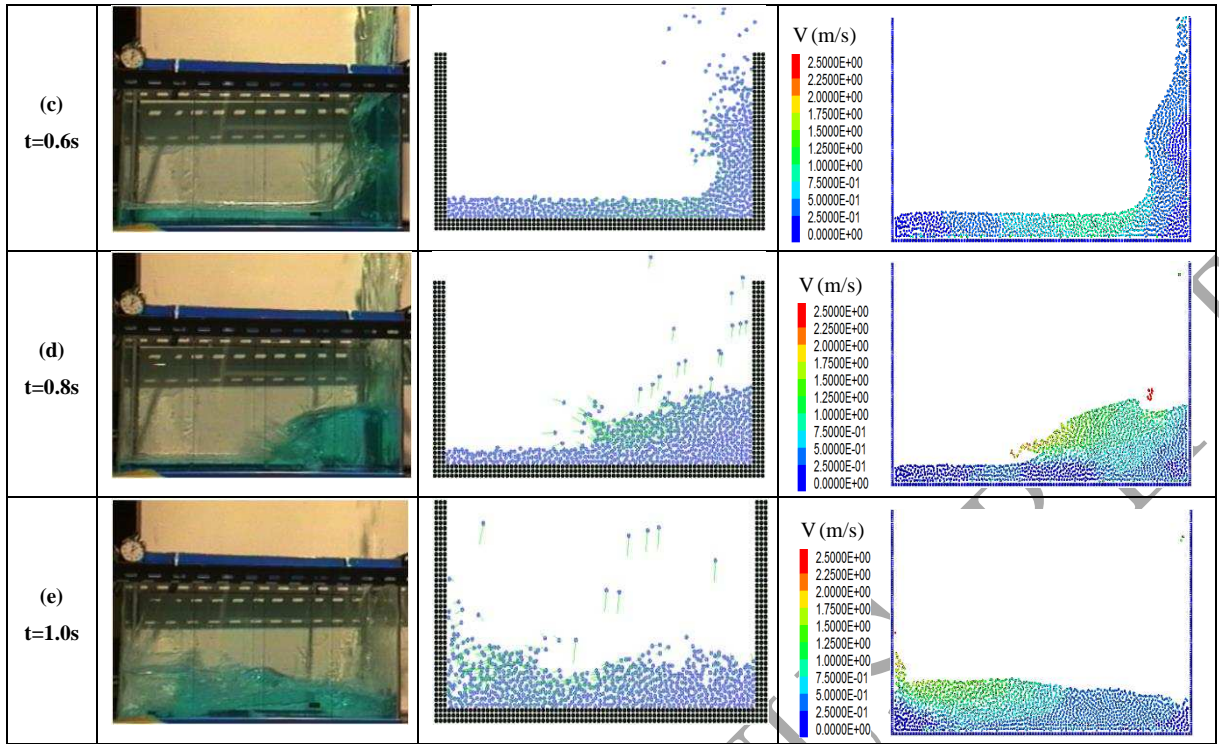 (c)
t=0.6s
V (m/s)
2.5000E+00
2.2500E+00
2.0000E+00
1.7500E+00
1.5000E+00
1.2500E+00
1.0000E+00
7.5000E-01
5.0000E-01
2.5000E-01
0.0000E+00
(d)
t=0.8s
V (m/s)
2.5000E+00
2.2500E+00
2.0000E+00
1.7500E+00
1.5000E+00
1.2500E+00
1.0000E+00
7.5000E-01
5.0000E-01
2.5000E-01
0.0000E+00
(e)
t=1.0s
V (m/s)
2.5000E+00
2.2500E+00
2.0000E+00
1.7500E+00
1.5000E+00
1.2500E+00
1.0000E+00
7.5000E-01
5.0000E-01
2.5000E-01
0.0000E+00